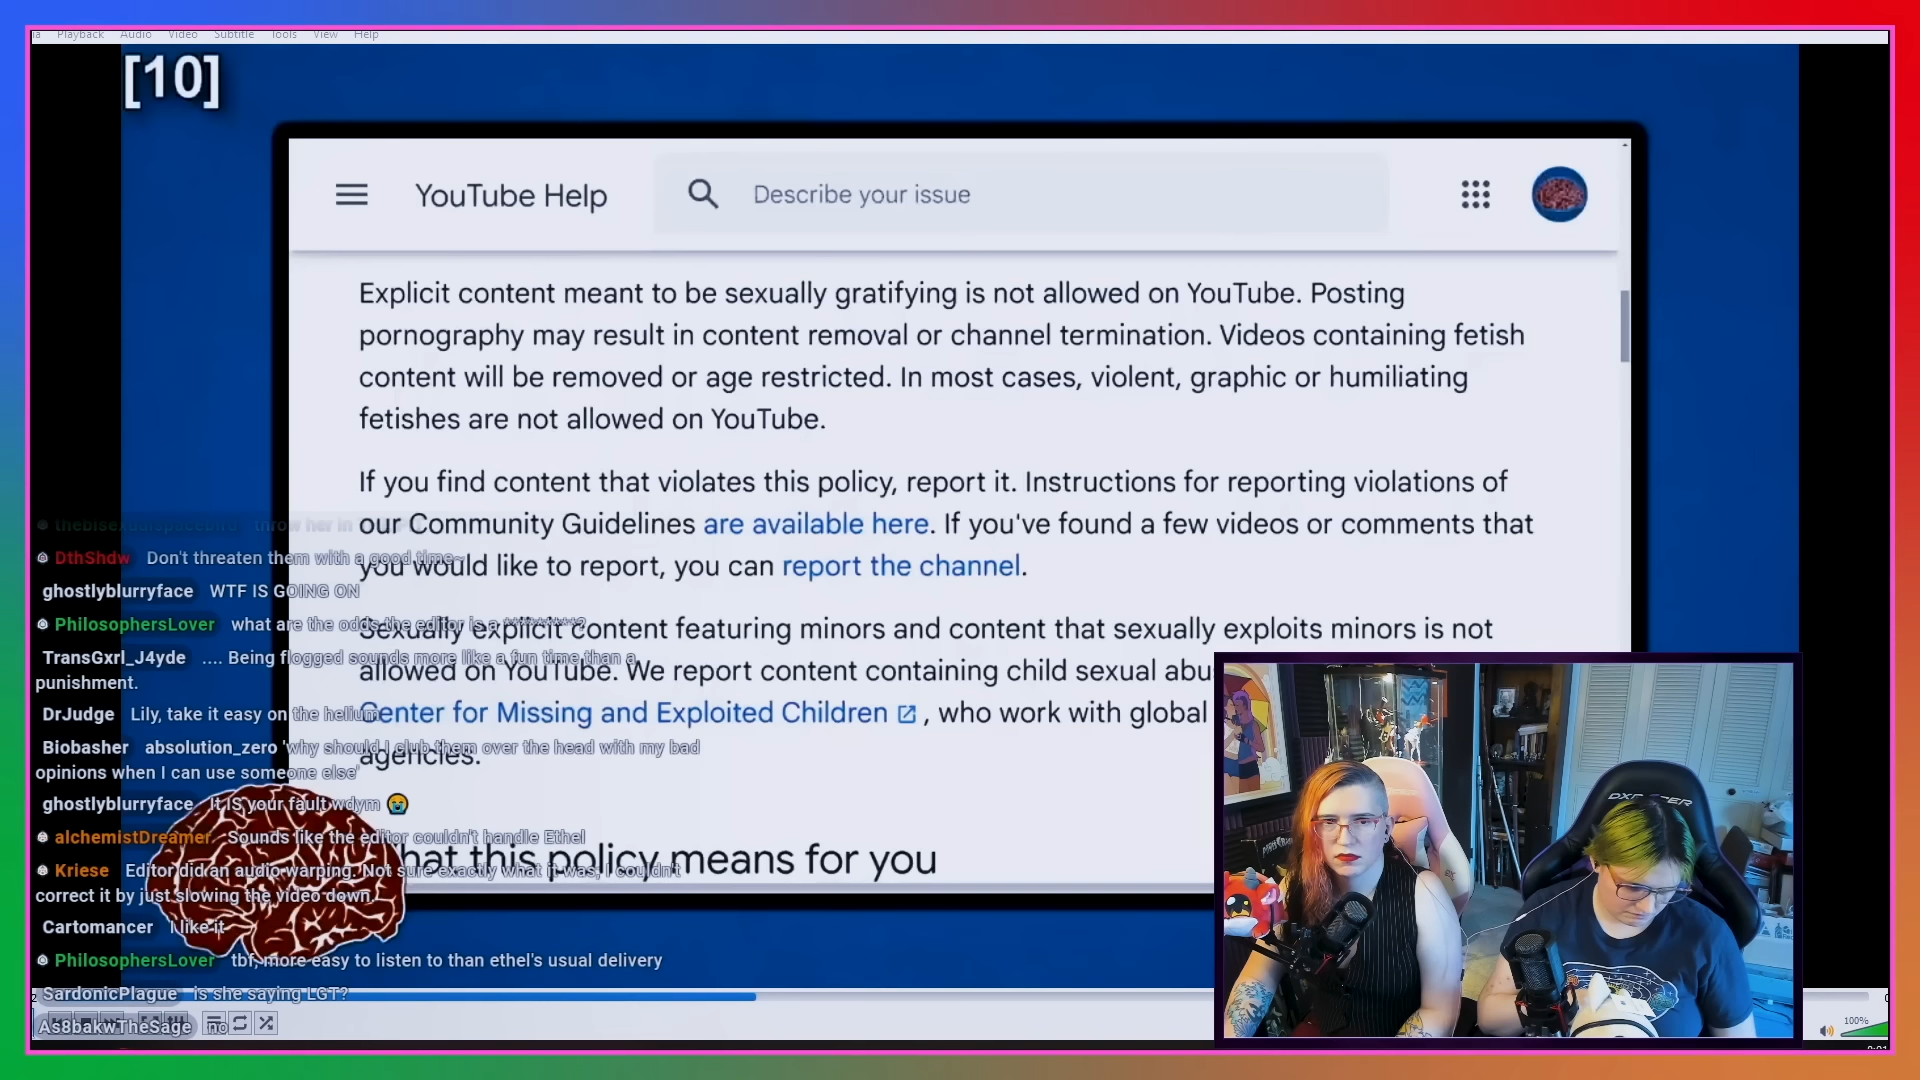 Playback Audio Video Subtitle Tools View Help
[10]
YouTube Help
Describe your issue
Explicit content meant to be sexually gratifying is not allowed on YouTube. Posting
pornography may result in content removal or channel termination. Videos containing fetish
content will be removed or age restricted. In most cases, violent, graphic or humiliating
fetishes are not allowed on YouTube.
If you find content that violates this policy, report it. Instructions for reporting violations of
our Community Guidelines are available here. If you've found a few videos or comments that
you would like to report, you can report the channel.
Sexually explicit content featuring minors and content that sexually exploits minors is not
allowed on YouTube. We report content containing child sexual abu
Center for Missing and Exploited Children , who work with global
agencies.
hat this policy means for you
thebisexualspacebird throw her in
DthShdw Don't threaten them with a good time~
ghostlyblurryface WTF IS GOING ON
PhilosophersLover what are the odds the editor is a **********?
TransGxrl_J4yde .... Being flogged sounds more like a fun time than a
punishment.
DrJudge Lily, take it easy on the helium
Biobasher absolution_zero 'why should I club them over the head with my bad
opinions when I can use someone else'
ghostlyblurryface It IS your fault wdym 😭
alchemistDreamer Sounds like the editor couldn't handle Ethel
Kriese Editor did an audio warping. Not sure exactly what it was, I couldn't
correct it by just slowing the video down.
Cartomancer I like it
PhilosophersLover tbf, more easy to listen to than ethel's usual delivery
SardonicPlague is she saying LGT?
As8bakwTheSage no
DXRACER
100%